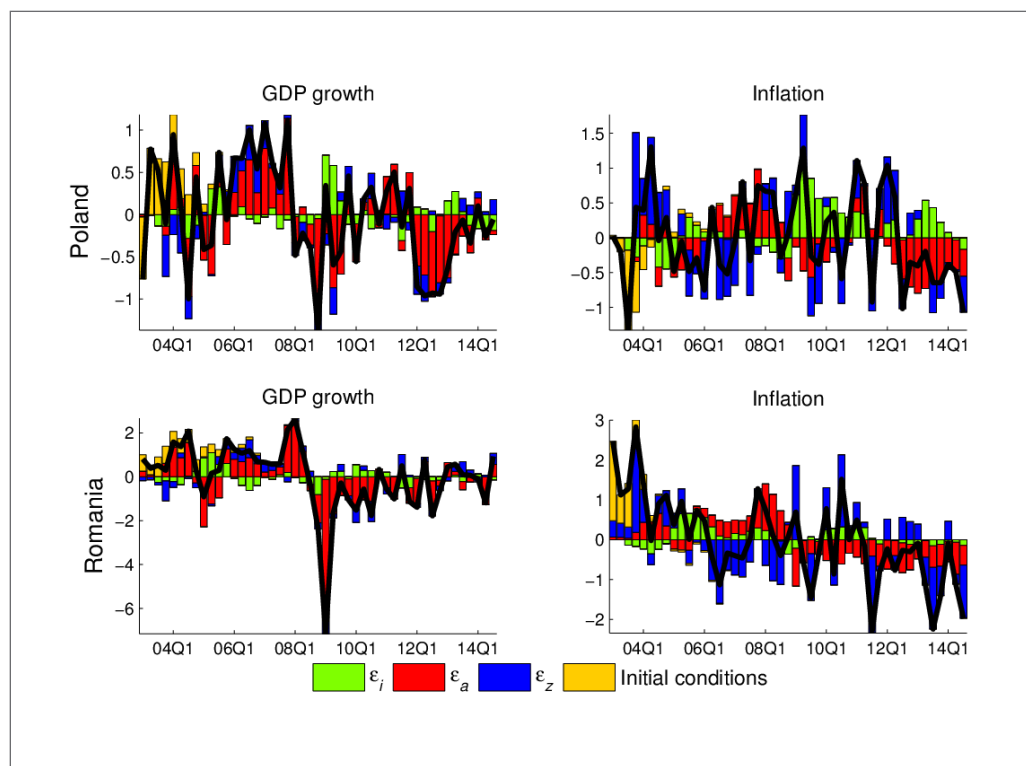 GDP growth
Inflation
Poland
1
0.5
0
−0.5
−1
04Q1 06Q1 08Q1 10Q1 12Q1 14Q1
1.5
1
0.5
0
−0.5
−1
04Q1 06Q1 08Q1 10Q1 12Q1 14Q1
GDP growth
Inflation
Romania
2
0
−2
−4
−6
04Q1 06Q1 08Q1 10Q1 12Q1 14Q1
3
2
1
0
−1
−2
04Q1 06Q1 08Q1 10Q1 12Q1 14Q1
εi εa εz Initial conditions